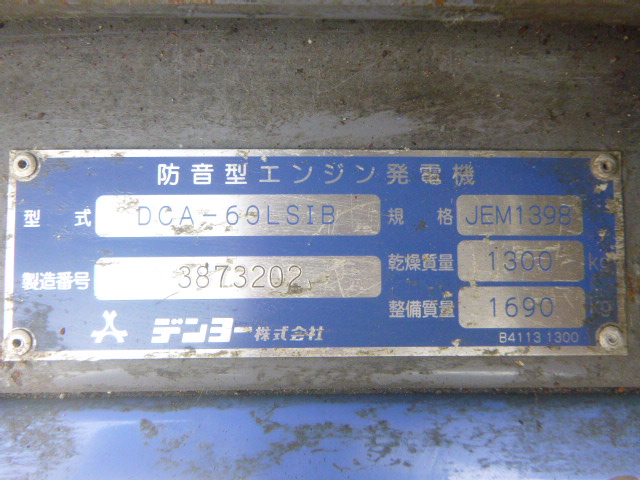 防音型エンジン発電機
型式 DCA-60LSIB 規格 JEM1398
製造番号 3873202 乾燥質量 1300 kg
整備質量 1690 kg
デンヨー株式会社 B4113 1300